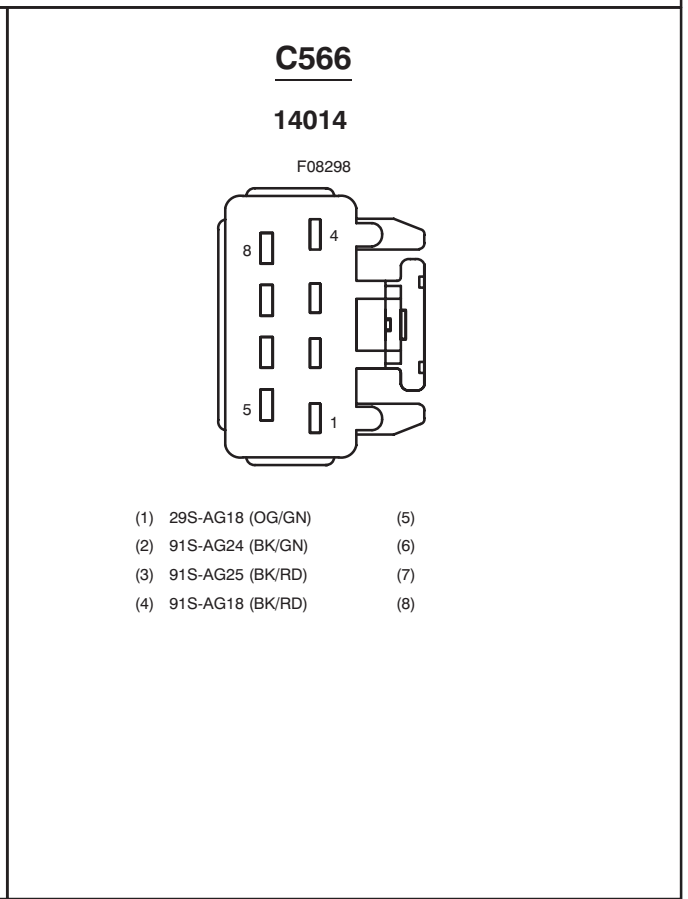 C566
14014
F08298
8
4
5
1
(1) 29S-AG18 (OG/GN) (5)
(2) 91S-AG24 (BK/GN) (6)
(3) 91S-AG25 (BK/RD) (7)
(4) 91S-AG18 (BK/RD) (8)